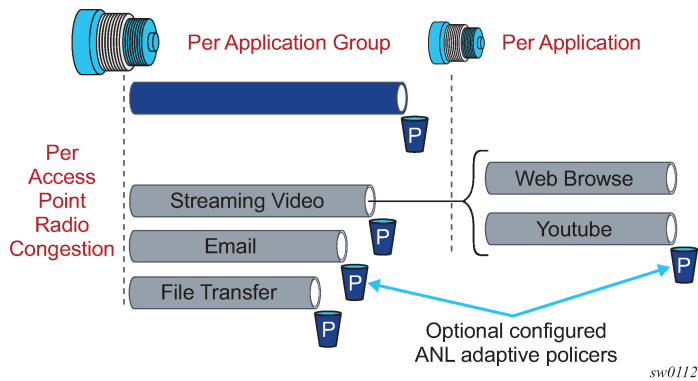 Per Application Group
Per Application
P
Per
Access
Point
Radio
Congestion
Streaming Video
Web Browse
Email
Youtube
P
File Transfer
P
P
P
Optional configured
ANL adaptive policers
sw0112